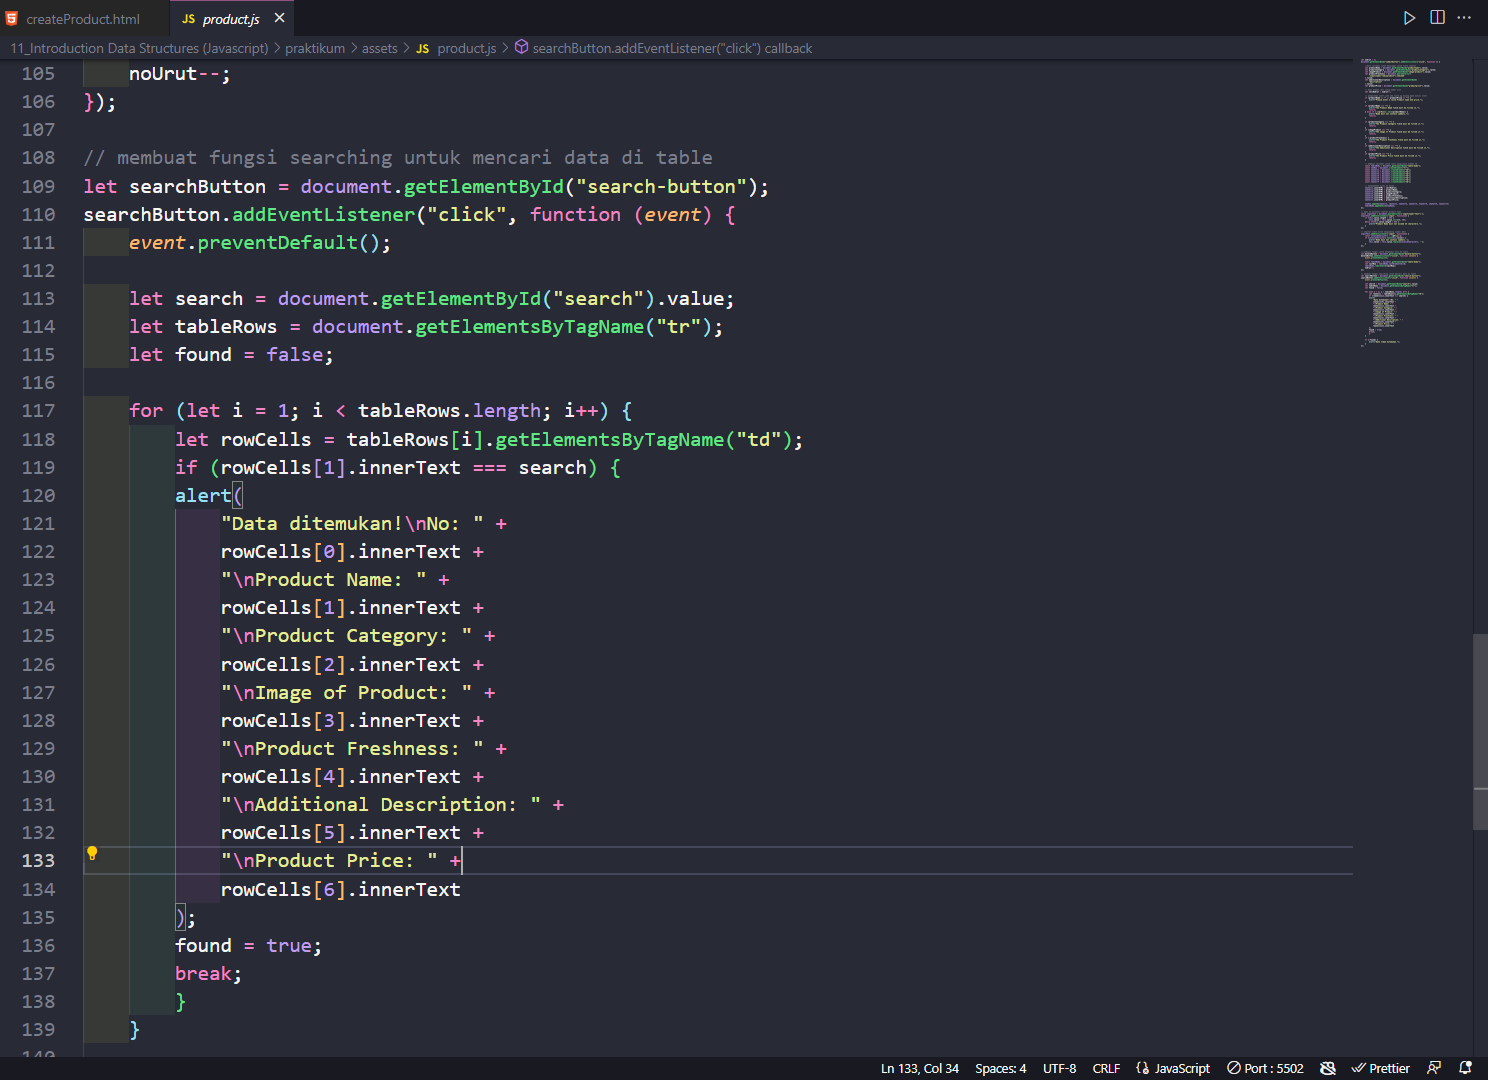 createProduct.html
JS product.js
11_Introduction Data Structures (Javascript) > praktikum > assets > JS product.js > searchButton.addEventListener("click") callback
105 noUrut--;
106 });
107
108 // membuat fungsi searching untuk mencari data di table
109 let searchButton = document.getElementById("search-button");
110 searchButton.addEventListener("click", function (event) {
111 event.preventDefault();
112
113 let search = document.getElementById("search").value;
114 let tableRows = document.getElementsByTagName("tr");
115 let found = false;
116
117 for (let i = 1; i < tableRows.length; i++) {
118 let rowCells = tableRows[i].getElementsByTagName("td");
119 if (rowCells[1].innerText === search) {
120 alert(
121 "Data ditemukan!\nNo: " +
122 rowCells[0].innerText +
123 "\nProduct Name: " +
124 rowCells[1].innerText +
125 "\nProduct Category: " +
126 rowCells[2].innerText +
127 "\nImage of Product: " +
128 rowCells[3].innerText +
129 "\nProduct Freshness: " +
130 rowCells[4].innerText +
131 "\nAdditional Description: " +
132 rowCells[5].innerText +
133 "\nProduct Price: " +
134 rowCells[6].innerText
135 );
136 found = true;
137 break;
138 }
139 }
140
Ln 133, Col 34 Spaces: 4 UTF-8 CRLF JavaScript Port : 5502 Prettier